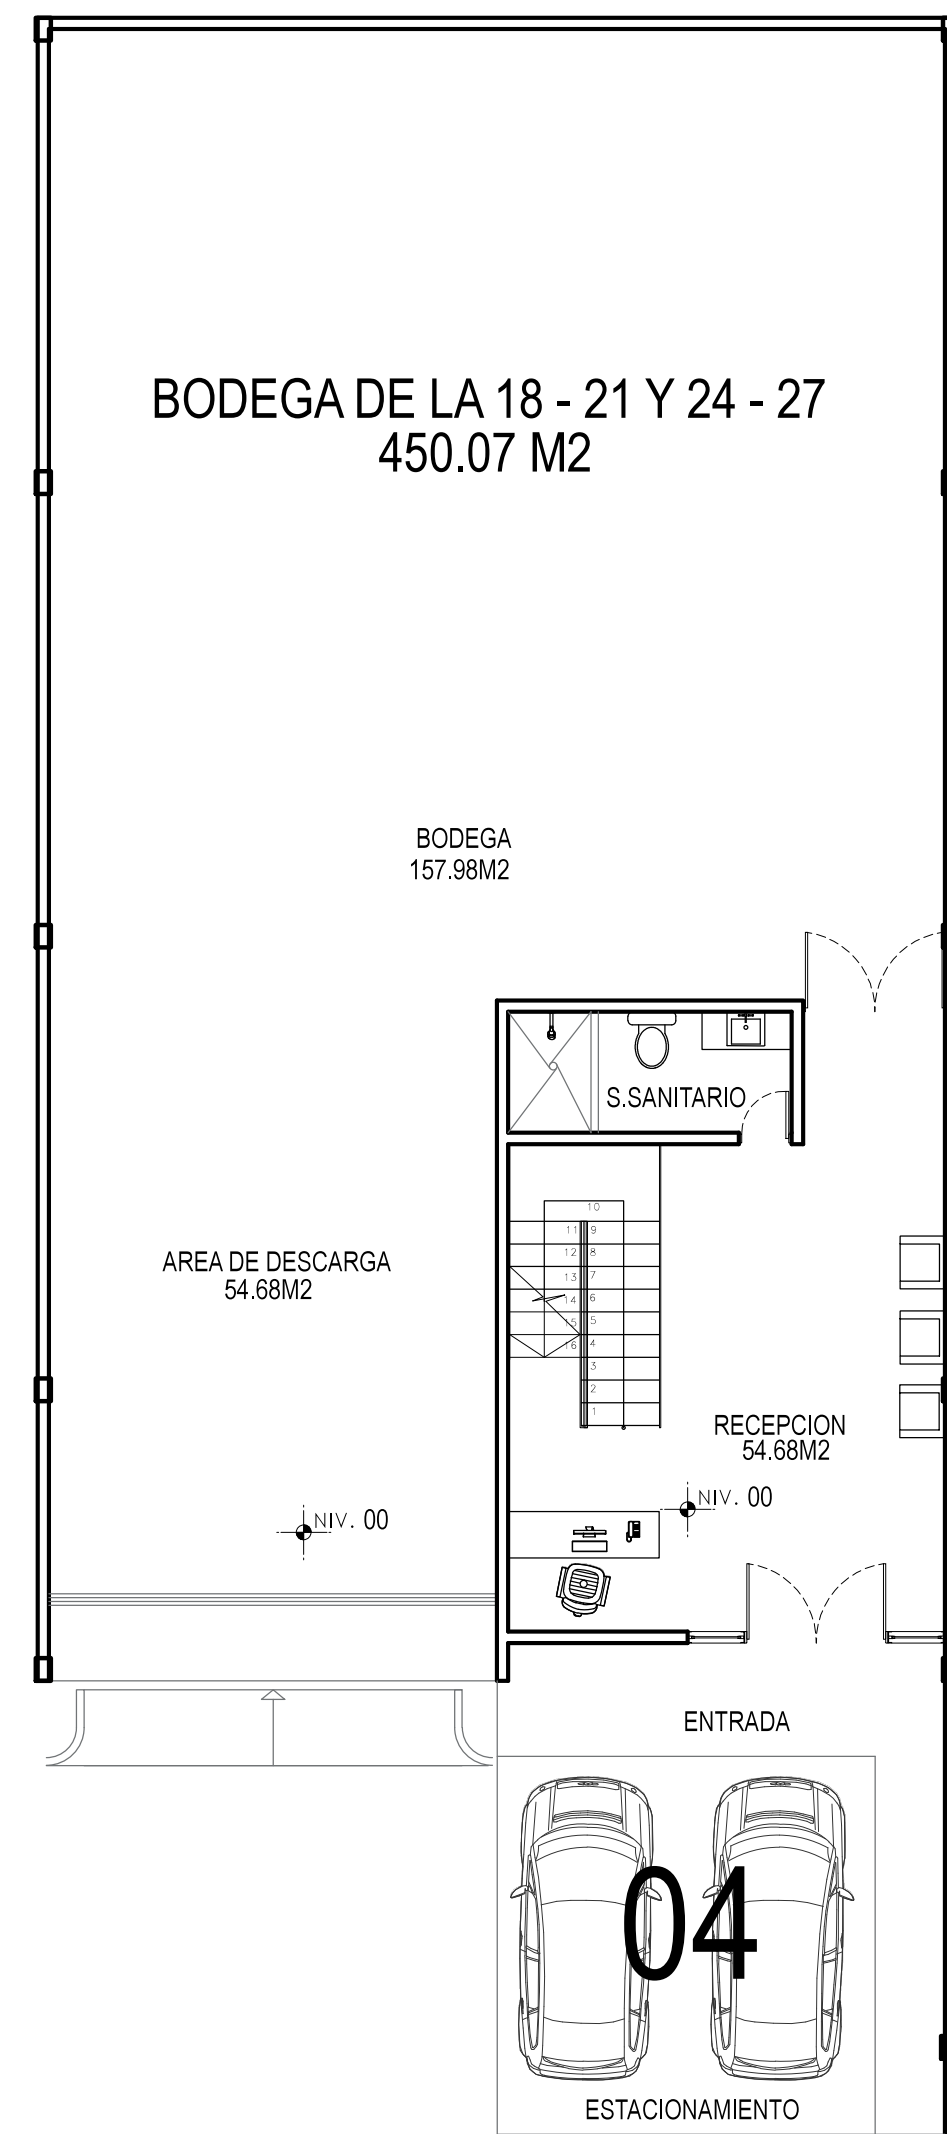 BODEGA DE LA 18 - 21 Y 24 - 27
450.07 M2
BODEGA
157.98M2
S.SANITARIO
10
11 9
12 8
13 7
14 6
15 5
16 4
3
2
1
AREA DE DESCARGA
54.68M2
RECEPCION
54.68M2
NIV. 00
NIV. 00
ENTRADA
04
ESTACIONAMIENTO